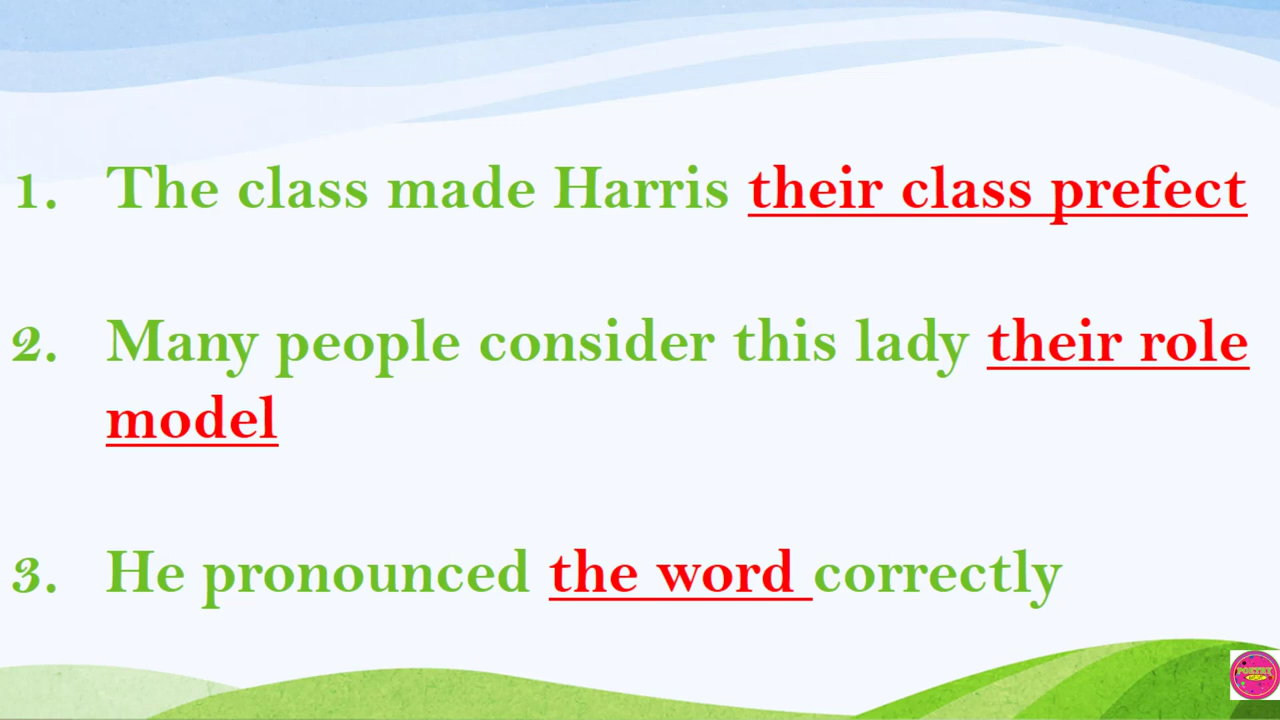 1. The class made Harris their class prefect
2. Many people consider this lady their role
model
3. He pronounced the word correctly
POETRY